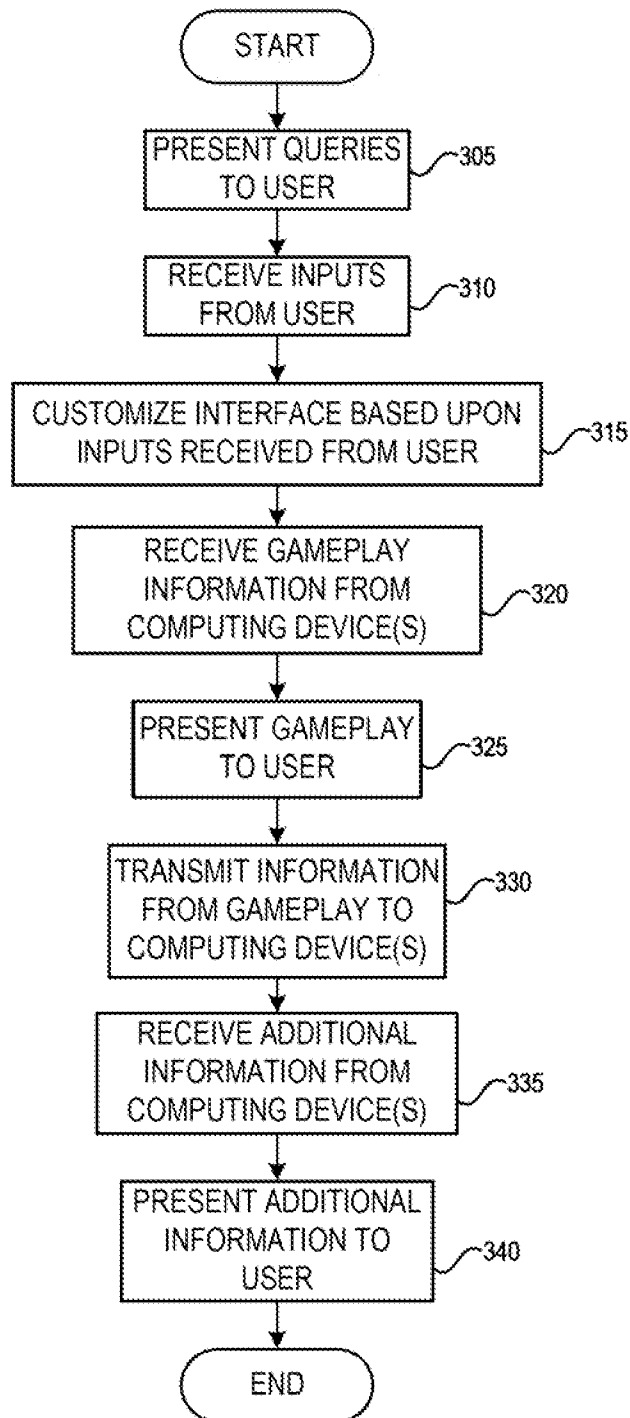 START
PRESENT QUERIES
TO USER
305
RECEIVE INPUTS
FROM USER
310
CUSTOMIZE INTERFACE BASED UPON
INPUTS RECEIVED FROM USER
315
RECEIVE GAMEPLAY
INFORMATION FROM
COMPUTING DEVICE(S)
320
PRESENT GAMEPLAY
TO USER
325
TRANSMIT INFORMATION
FROM GAMEPLAY TO
COMPUTING DEVICE(S)
330
RECEIVE ADDITIONAL
INFORMATION FROM
COMPUTING DEVICE(S)
335
PRESENT ADDITIONAL
INFORMATION TO
USER
340
END